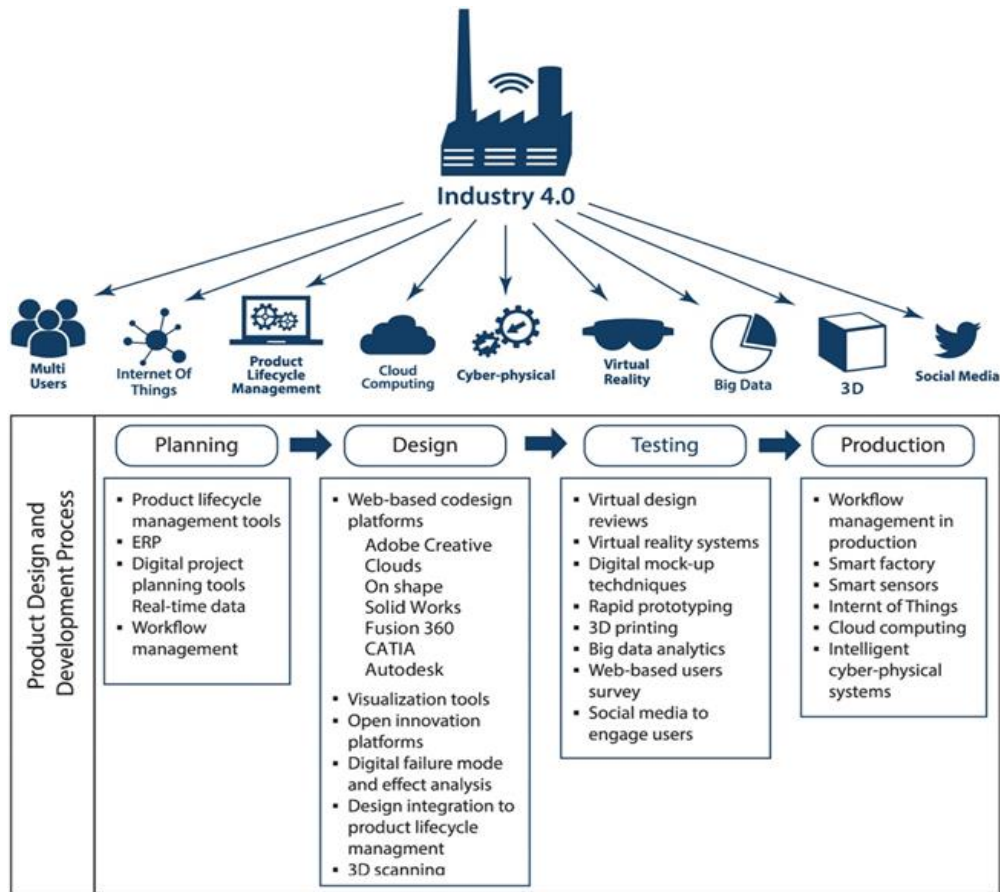 Industry 4.0
Multi
Users
Internet Of
Things
Product
Lifecycle
Management
Cloud
Computing
Cyber-physical
Virtual
Reality
Big Data
3D
Social Media
Product Design and
Development Process
Planning
▪ Product lifecycle
management tools
▪ ERP
▪ Digital project
planning tools
Real-time data
▪ Workflow
management
Design
▪ Web-based codesign
platforms
Adobe Creative
Clouds
On shape
Solid Works
Fusion 360
CATIA
Autodesk
▪ Visualization tools
▪ Open innovation
platforms
▪ Digital failure mode
and effect analysis
▪ Design integration to
product lifecycle
managment
▪ 3D scanning
Testing
▪ Virtual design
reviews
▪ Virtual reality systems
▪ Digital mock-up
techdniques
▪ Rapid prototyping
▪ 3D printing
▪ Big data analytics
▪ Web-based users
survey
▪ Social media to
engage users
Production
▪ Workflow
management in
production
▪ Smart factory
▪ Smart sensors
▪ Internt of Things
▪ Cloud computing
▪ Intelligent
cyber-physical
systems